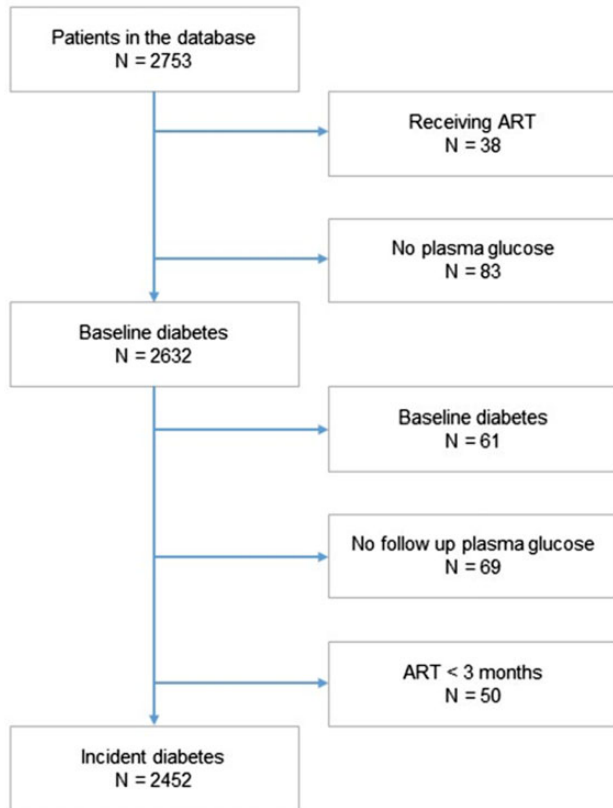 Patients in the database
N = 2753
Receiving ART
N = 38
No plasma glucose
N = 83
Baseline diabetes
N = 2632
Baseline diabetes
N = 61
No follow up plasma glucose
N = 69
ART < 3 months
N = 50
Incident diabetes
N = 2452